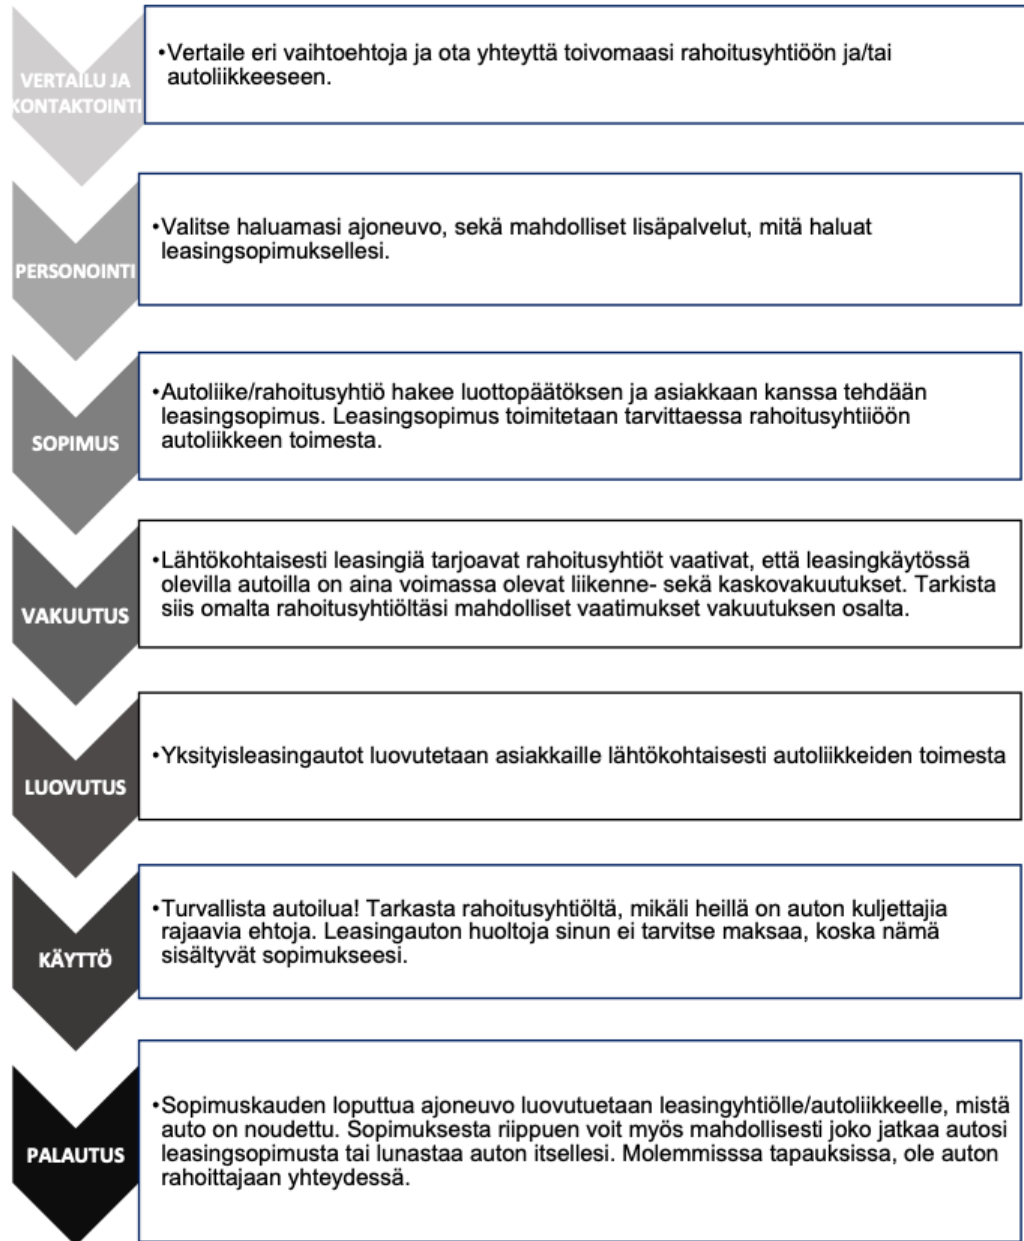 VERTAILU JA
KONTAKTOINTI
•Vertaile eri vaihtoehtoja ja ota yhteyttä toivomaasi rahoitusyhtiöön ja/tai
autoliikkeeseen.
PERSONOINTI
•Valitse haluamasi ajoneuvo, sekä mahdolliset lisäpalvelut, mitä haluat
leasingsopimuksellesi.
SOPIMUS
•Autoliike/rahoitusyhtiö hakee luottopäätöksen ja asiakkaan kanssa tehdään
leasingsopimus. Leasingsopimus toimitetaan tarvittaessa rahoitusyhtiiöön
autoliikkeen toimesta.
VAKUUTUS
•Lähtökohtaisesti leasingiä tarjoavat rahoitusyhtiöt vaativat, että leasingkäytössä
olevilla autoilla on aina voimassa olevat liikenne- sekä kaskovakuutukset. Tarkista
siis omalta rahoitusyhtiöltäsi mahdolliset vaatimukset vakuutuksen osalta.
LUOVUTUS
•Yksityisleasingautot luovutetaan asiakkaille lähtökohtaisesti autoliikkeiden toimesta
KÄYTTÖ
•Turvallista autoilua! Tarkasta rahoitusyhtiöltä, mikäli heillä on auton kuljettajia
rajaavia ehtoja. Leasingauton huoltoja sinun ei tarvitse maksaa, koska nämä
sisältyvät sopimukseesi.
PALAUTUS
•Sopimuskauden loputtua ajoneuvo luovutuetaan leasingyhtiölle/autoliikkeelle, mistä
auto on noudettu. Sopimuksesta riippuen voit myös mahdollisesti joko jatkaa autosi
leasingsopimusta tai lunastaa auton itsellesi. Molemmisssa tapauksissa, ole auton
rahoittajaan yhteydessä.